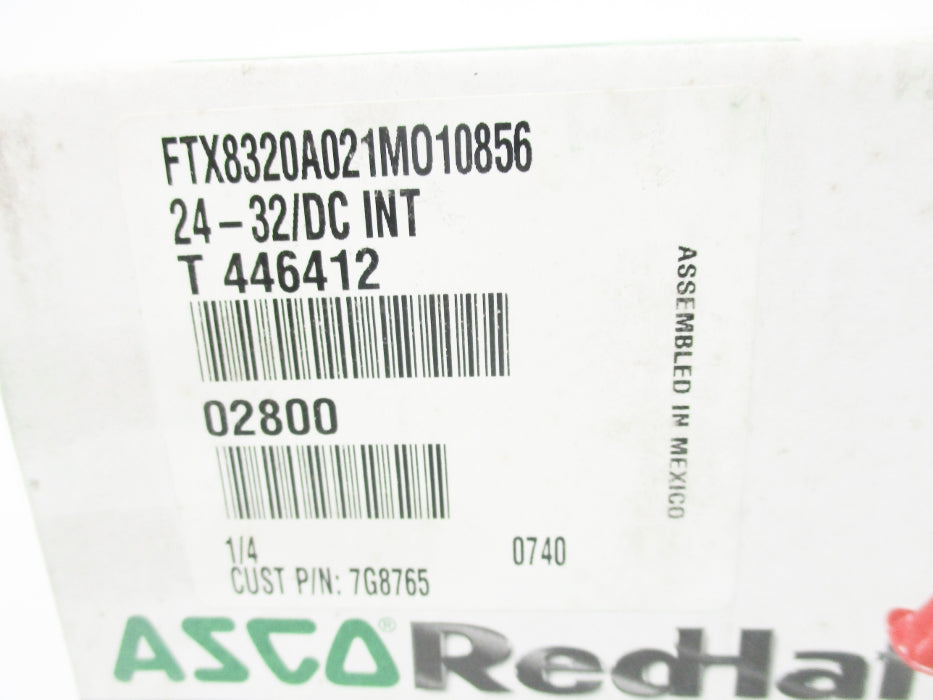 FTX8320A021MO10856
24-32/DC INT
T 446412
02800
1/4 0740
CUST P/N: 7G8765
ASSEMBLED IN MEXICO
ASCO® RedHat